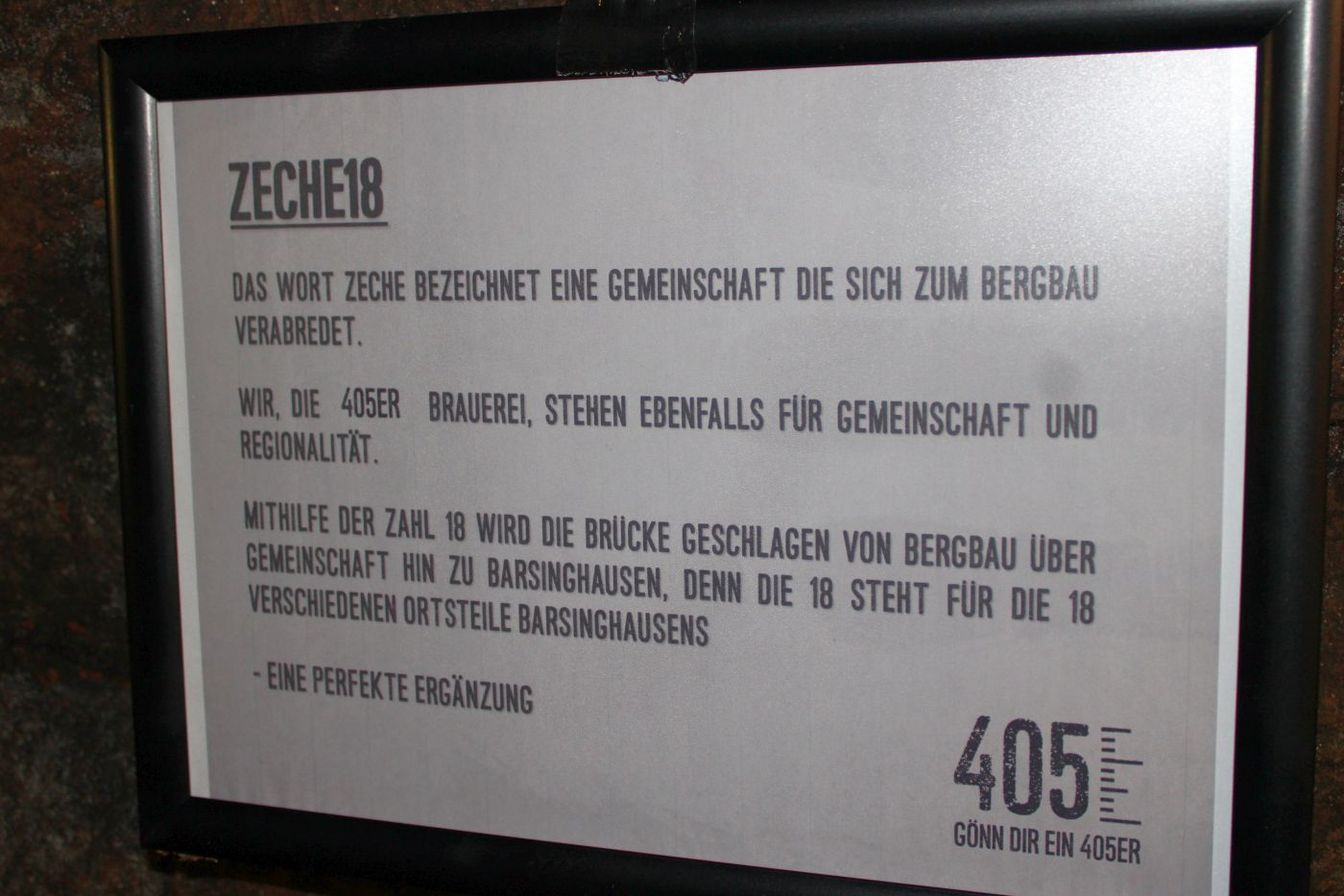 ZECHE18
DAS WORT ZECHE BEZEICHNET EINE GEMEINSCHAFT DIE SICH ZUM BERGBAU
VERABREDET.
WIR, DIE 405ER BRAUEREI, STEHEN EBENFALLS FÜR GEMEINSCHAFT UND
REGIONALITÄT.
MITHILFE DER ZAHL 18 WIRD DIE BRÜCKE GESCHLAGEN VON BERGBAU ÜBER
GEMEINSCHAFT HIN ZU BARSINGHAUSEN, DENN DIE 18 STEHT FÜR DIE 18
VERSCHIEDENEN ORTSTEILE BARSINGHAUSENS
- EINE PERFEKTE ERGÄNZUNG
405
GÖNN DIR EIN 405ER